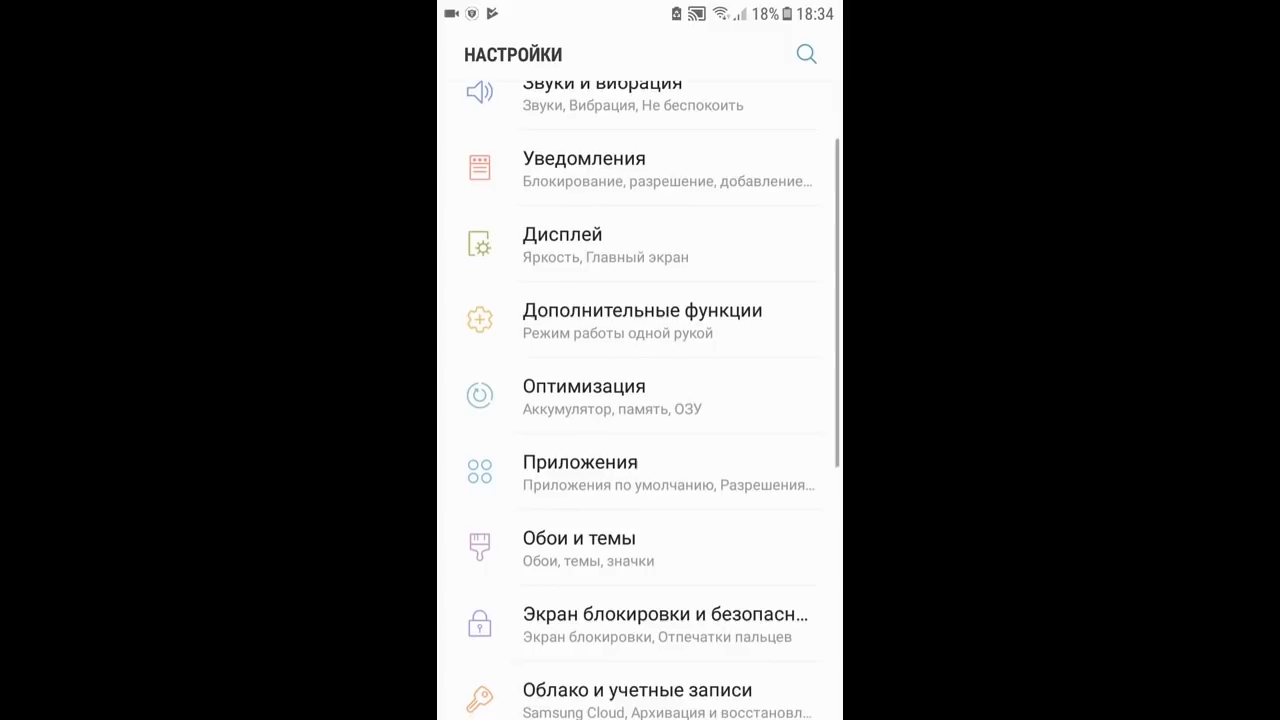 18% 18:34
НАСТРОЙКИ
Звуки и вибрация
Звуки, Вибрация, Не беспокоить
Уведомления
Блокирование, разрешение, добавление...
Дисплей
Яркость, Главный экран
Дополнительные функции
Режим работы одной рукой
Оптимизация
Аккумулятор, память, ОЗУ
Приложения
Приложения по умолчанию, Разрешения...
Обои и темы
Обои, темы, значки
Экран блокировки и безопасн...
Экран блокировки, Отпечатки пальцев
Облако и учетные записи
Samsung Cloud, Архивация и восстановл...